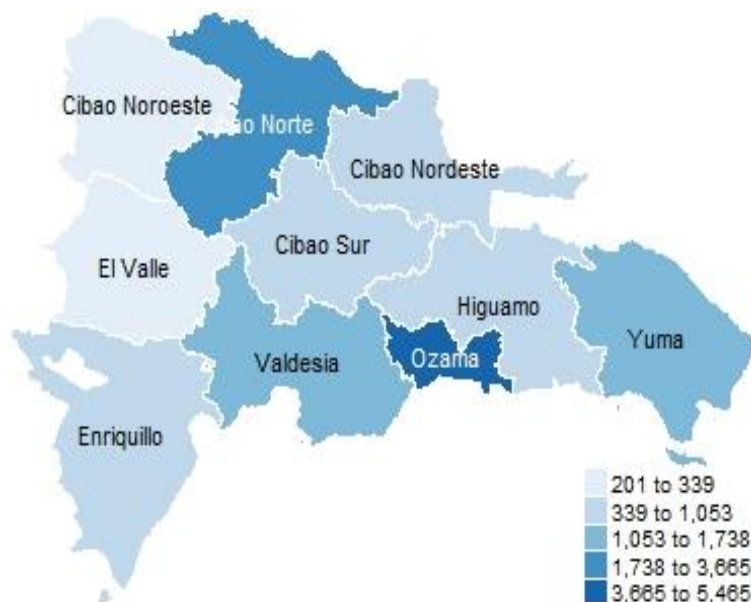 Cibao Noroeste
ao Norte
Cibao Nordeste
Cibao Sur
El Valle
Higuamo
Yuma
Valdesia
Ozama
Enriquillo
201 to 339
339 to 1,053
1,053 to 1,738
1,738 to 3,665
3,665 to 5,465